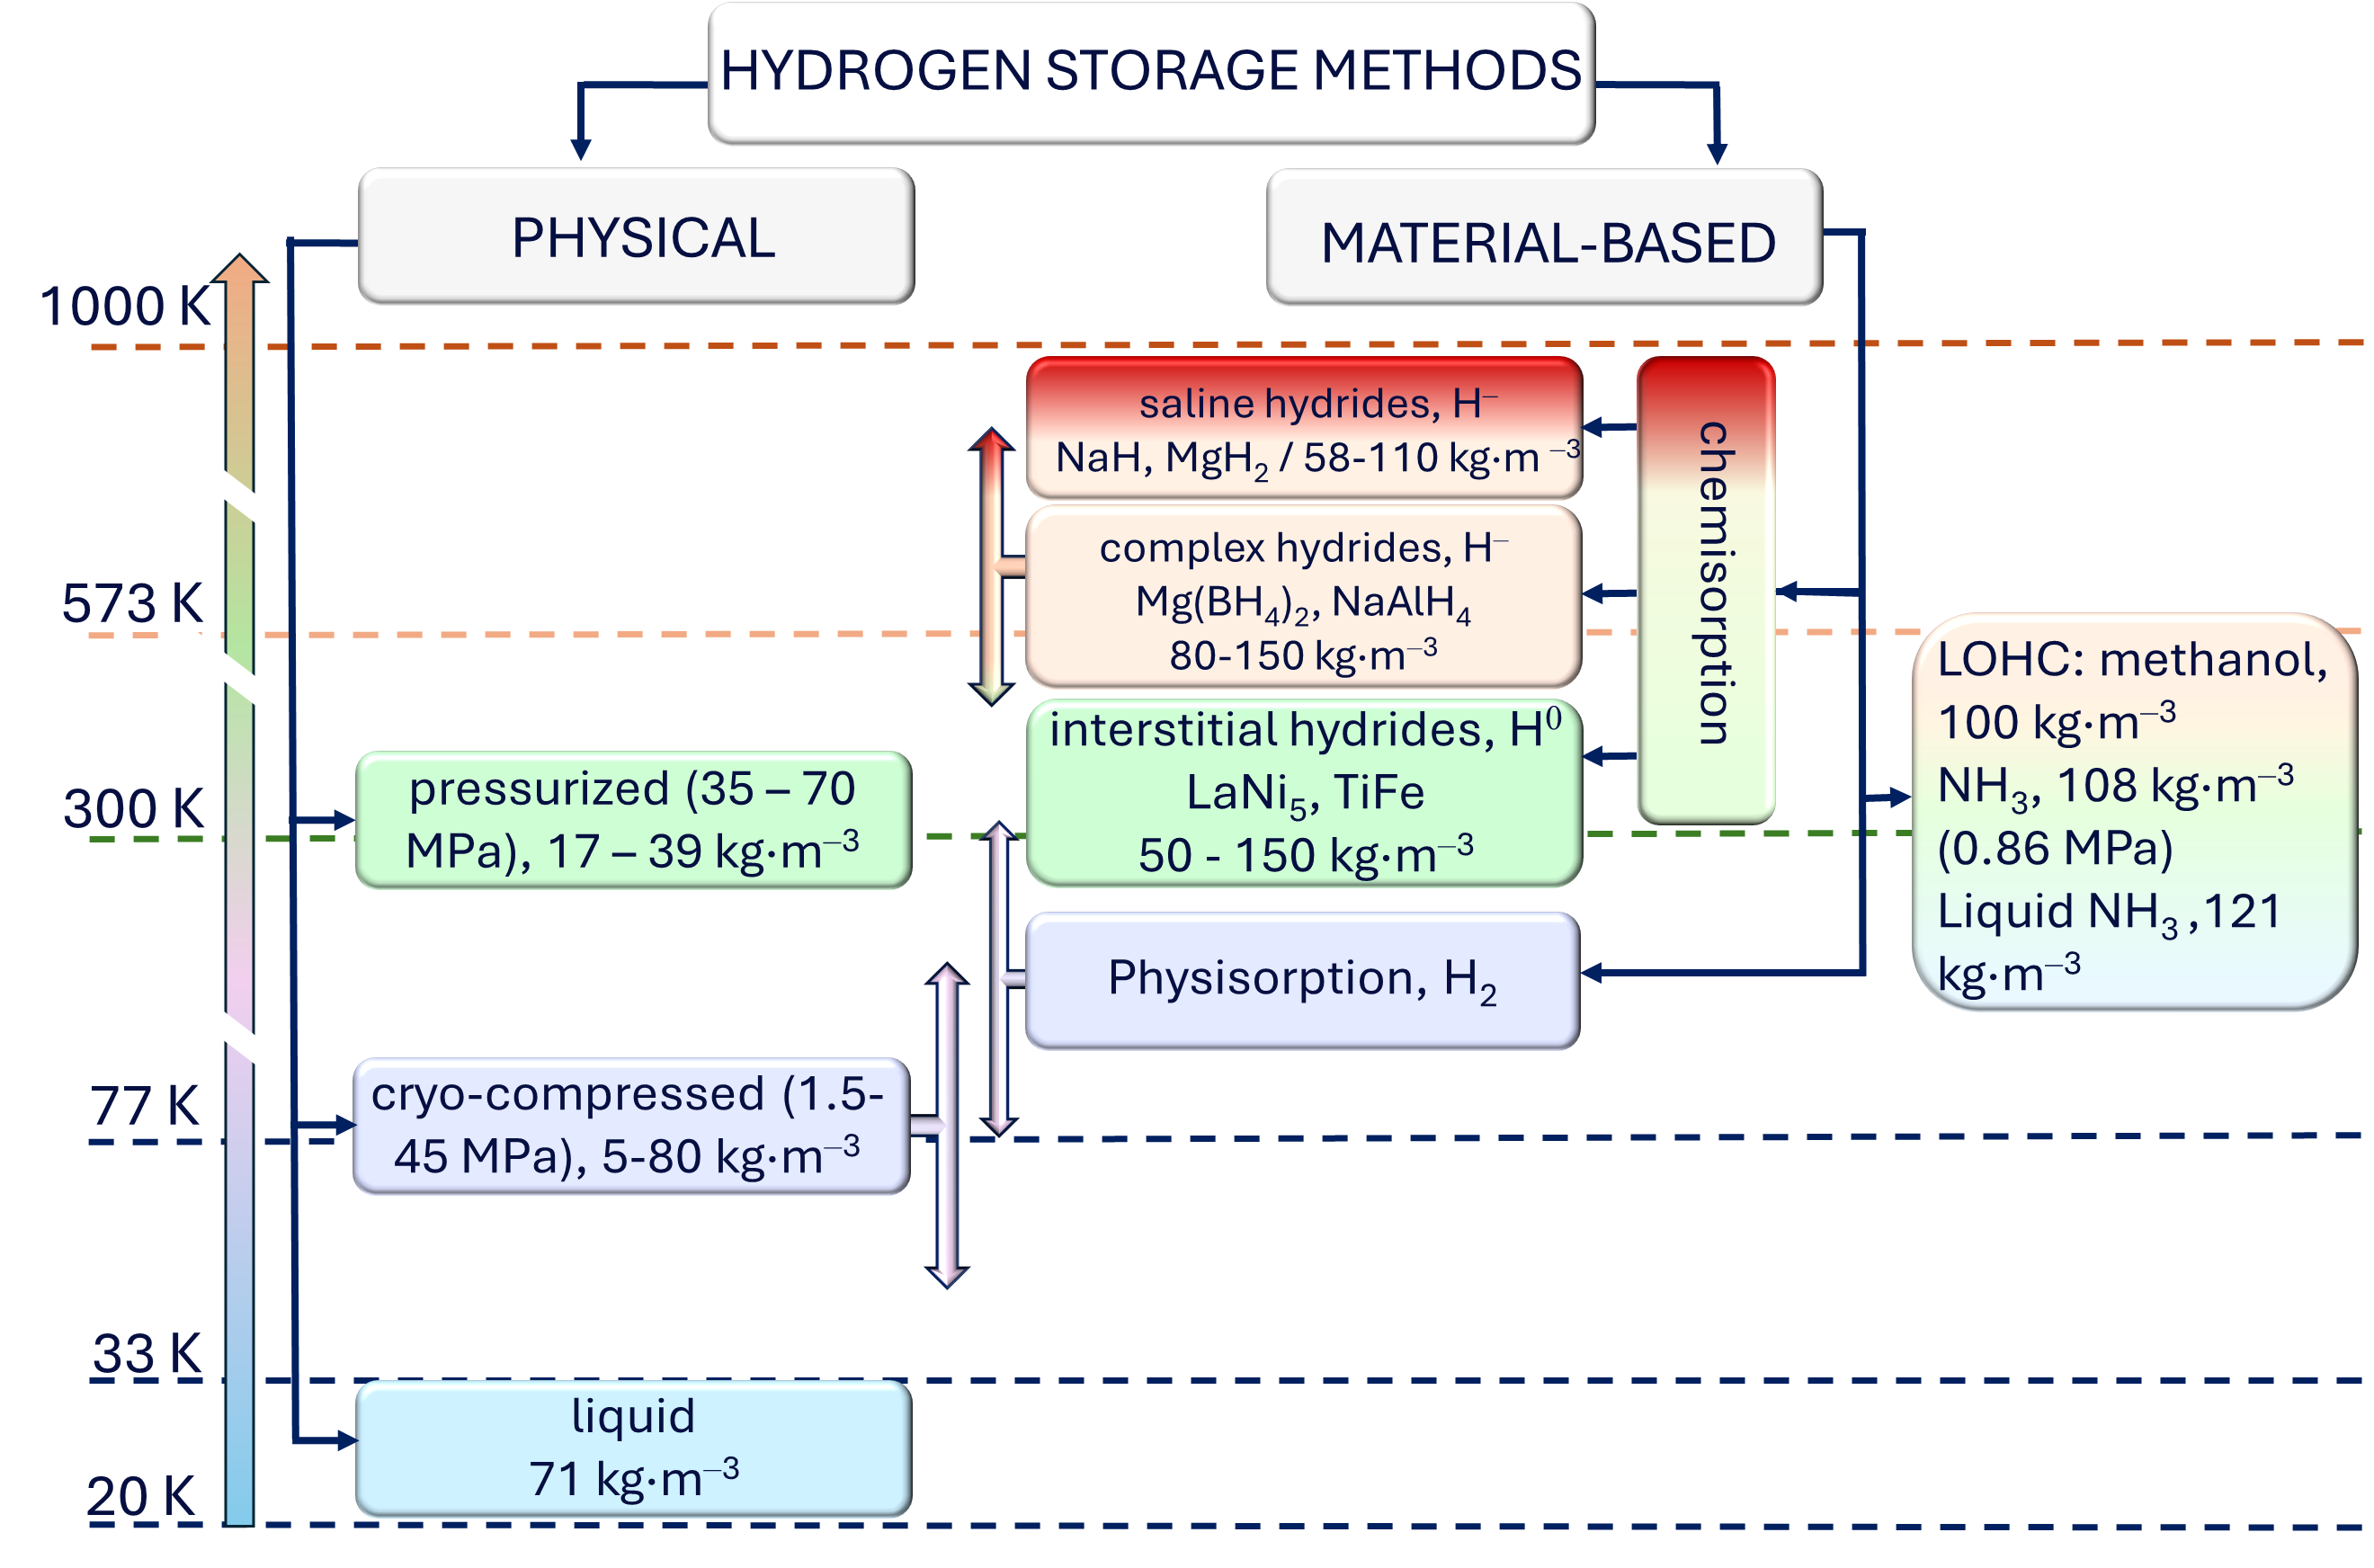 HYDROGEN STORAGE METHODS
PHYSICAL
MATERIAL-BASED
1000 K
573 K
300 K
77 K
33 K
20 K
pressurized (35 – 70
MPa), 17 – 39 kg·m⁻³
cryo-compressed (1.5-
45 MPa), 5-80 kg·m⁻³
liquid
71 kg·m⁻³
saline hydrides, H⁻
NaH, MgH₂ / 58-110 kg·m ⁻³
complex hydrides, H⁻
Mg(BH₄)₂, NaAlH₄
80-150 kg·m⁻³
interstitial hydrides, H⁰
LaNi₅, TiFe
50 - 150 kg·m⁻³
Physisorption, H₂
chemisorption
LOHC: methanol,
100 kg·m⁻³
NH₃, 108 kg·m⁻³
(0.86 MPa)
Liquid NH₃ ,121
kg·m⁻³